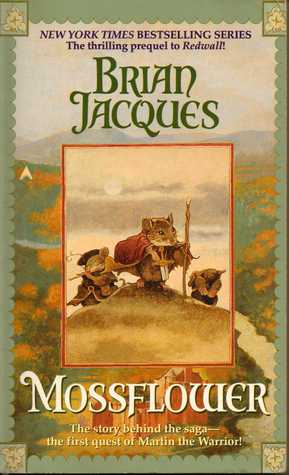 NEW YORK TIMES BESTSELLING SERIES
The thrilling prequel to Redwall!
BRIAN
JACQUES
MOSSFLOWER
The story behind the saga—
the first quest of Martin the Warrior!